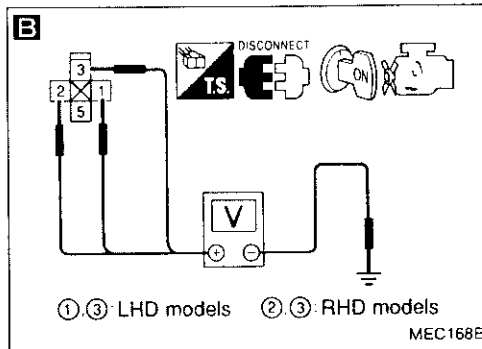 B
DISCONNECT
T.S.
ON
3
2 1
5
V
+ −
①,③: LHD models ②,③: RHD models
MEC168B